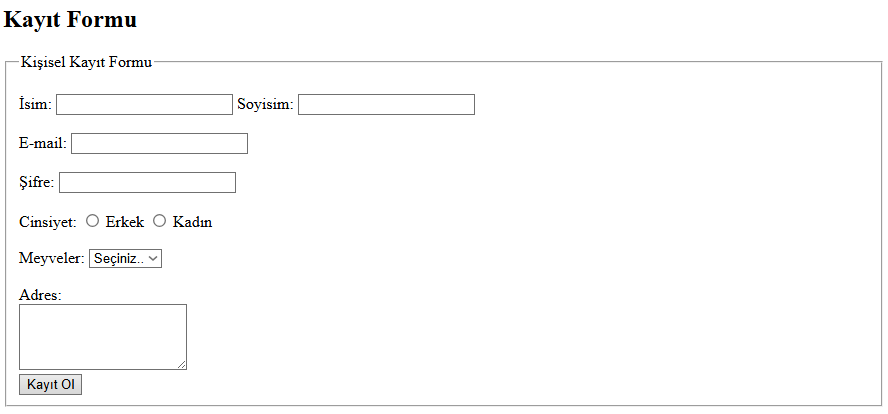 Kayıt Formu
Kişisel Kayıt Formu
İsim: Soyisim:
E-mail:
Şifre:
Cinsiyet: Erkek Kadın
Meyveler: Seçiniz..
Adres:
Kayıt Ol